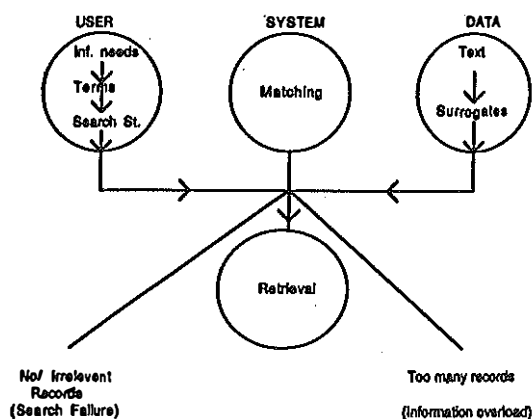 USER SYSTEM DATA
Inf. needs
Terms
Search St.
Matching
Text
Surrogates
Retrieval
No/ Irrelevent
Records
(Search Failure)
Too many records
(Information overload)